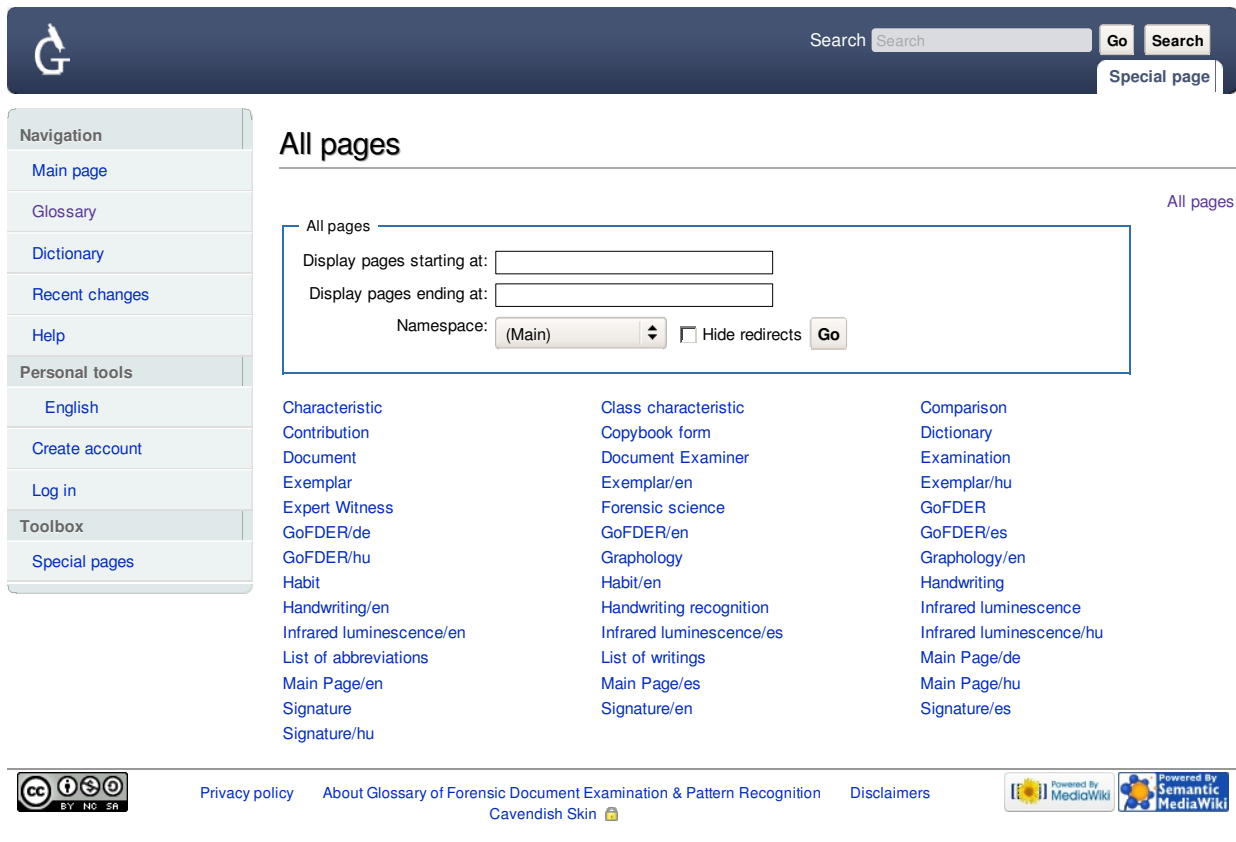 G
Search Search Go Search
Special page
Navigation
Main page
Glossary
Dictionary
Recent changes
Help
Personal tools
English
Create account
Log in
Toolbox
Special pages
All pages
All pages
All pages
Display pages starting at:
Display pages ending at:
Namespace: (Main) Hide redirects Go
Characteristic Class characteristic Comparison
Contribution Copybook form Dictionary
Document Document Examiner Examination
Exemplar Exemplar/en Exemplar/hu
Expert Witness Forensic science GoFDER
GoFDER/de GoFDER/en GoFDER/es
GoFDER/hu Graphology Graphology/en
Habit Habit/en Handwriting
Handwriting/en Handwriting recognition Infrared luminescence
Infrared luminescence/en Infrared luminescence/es Infrared luminescence/hu
List of abbreviations List of writings Main Page/de
Main Page/en Main Page/es Main Page/hu
Signature Signature/en Signature/es
Signature/hu
cc BY NC SA
Privacy policy About Glossary of Forensic Document Examination & Pattern Recognition Disclaimers
Cavendish Skin
Powered By
MediaWiki
Powered By
Semantic
MediaWiki